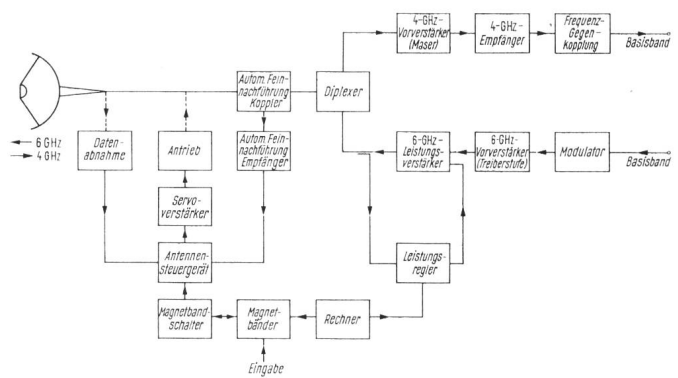 4-GHz-
Vorverstärker
(Maser)
4-GHz-
Empfänger
Frequenz-
Gegen-
Kopplung
Basisband
Autom. Fein-
nachführung
Koppler
Diplexer
6 GHz
4 GHz
Daten-
abnahme
Antrieb
Autom. Fein-
nachführung
Empfänger
6-GHz-
Leistungs-
verstärker
6-GHz-
Vorverstärker
(Treiberstufe)
Modulator
Basisband
Servo-
verstärker
Antennen-
steuergerät
Leistungs-
regler
Magnetband-
schalter
Magnet-
bänder
Rechner
Eingabe